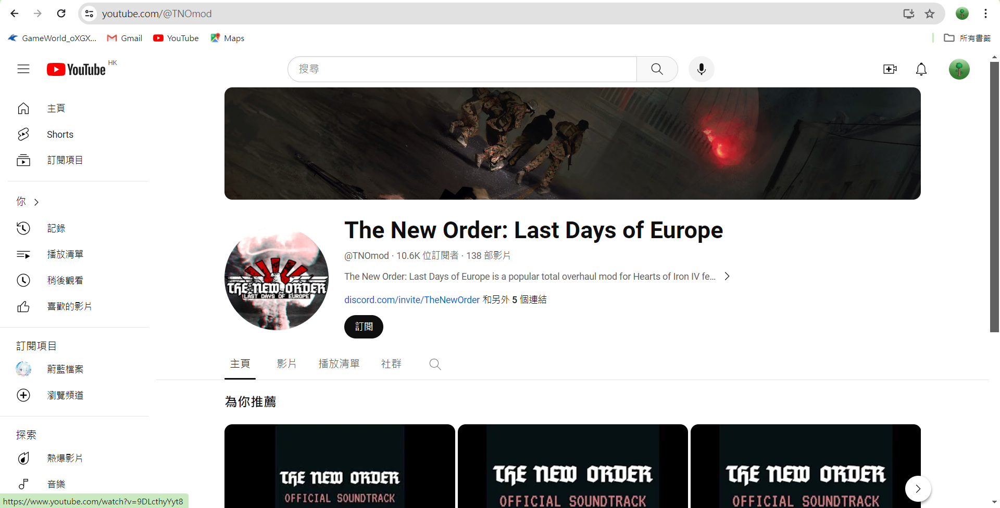 youtube.com/@TNOmod
GameWorld_oXGX... Gmail YouTube Maps 所有書籤
YouTube HK 搜尋
主頁
Shorts
訂閱項目
你
記錄
播放清單
稍後觀看
喜歡的影片
訂閱項目
蔚藍檔案
瀏覽頻道
探索
熱爆影片
音樂
THE NEW ORDER
LAST DAYS OF EUROPE
The New Order: Last Days of Europe
@TNOmod · 10.6K 位訂閱者 · 138 部影片
The New Order: Last Days of Europe is a popular total overhaul mod for Hearts of Iron IV fe...
discord.com/invite/TheNewOrder 和另外 5 個連結
訂閱
主頁 影片 播放清單 社群
為你推薦
THE NEW ORDER
OFFICIAL SOUNDTRACK
THE NEW ORDER
OFFICIAL SOUNDTRACK
THE NEW ORDER
OFFICIAL SOUNDTRACK
https://www.youtube.com/watch?v=9DLcthyYyt8